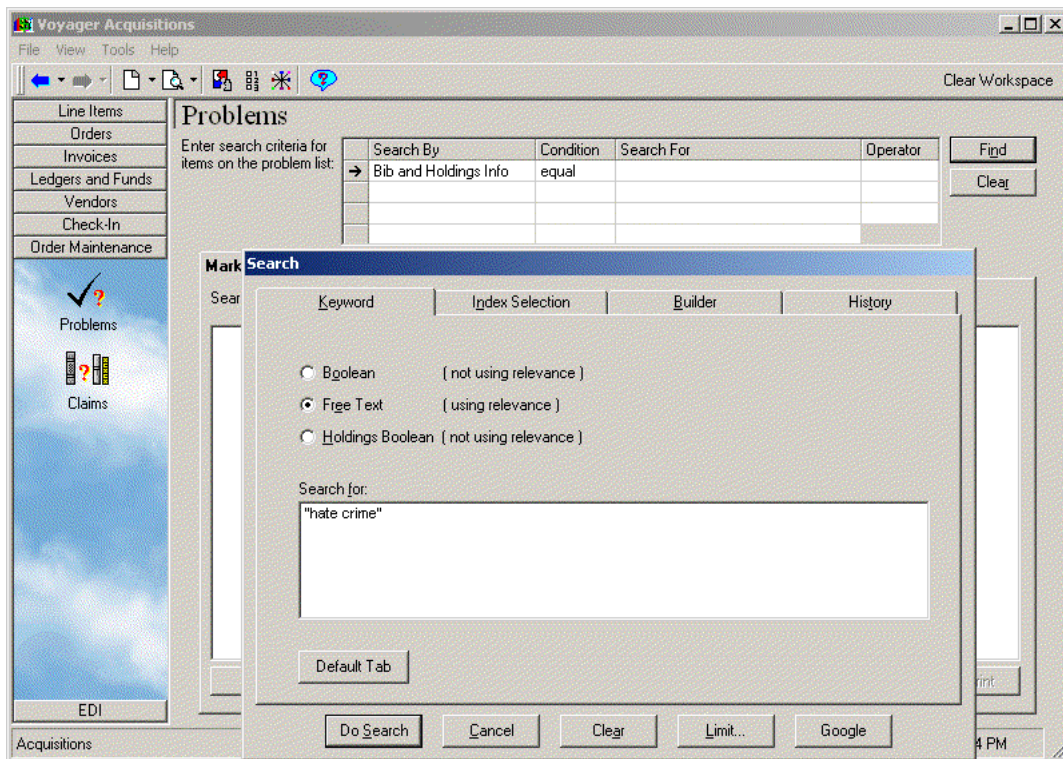 Voyager Acquisitions
File View Tools Help
Clear Workspace
Line Items
Orders
Invoices
Ledgers and Funds
Vendors
Check-In
Order Maintenance
Problems
Claims
EDI
Problems
Enter search criteria for
items on the problem list:
Search By Condition Search For Operator
Bib and Holdings Info equal
Find
Clear
Mark
Sear
Search
Keyword Index Selection Builder History
Boolean ( not using relevance )
Free Text ( using relevance )
Holdings Boolean ( not using relevance )
Search for:
"hate crime"
Default Tab
rint
Do Search Cancel Clear Limit... Google
Acquisitions
4 PM